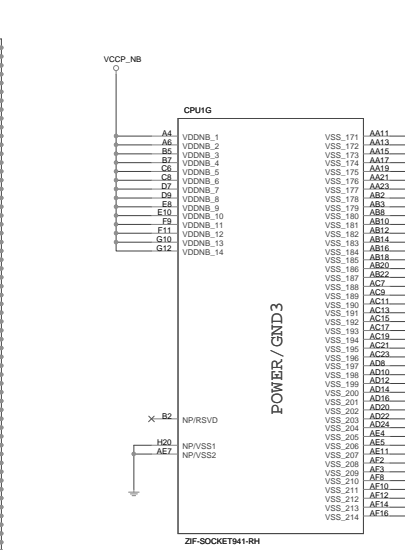 VCCP_NB
CPU1G
A4 VDDNB_1
A6 VDDNB_2
B5 VDDNB_3
B7 VDDNB_4
C6 VDDNB_5
C8 VDDNB_6
D7 VDDNB_7
D9 VDDNB_8
E8 VDDNB_9
E10 VDDNB_10
F9 VDDNB_11
F11 VDDNB_12
G10 VDDNB_13
G12 VDDNB_14
B2 NP/RSVD
H20 NP/VSS1
AE7 NP/VSS2
POWER/GND3
VSS_171 AA11
VSS_172 AA13
VSS_173 AA15
VSS_174 AA17
VSS_175 AA19
VSS_176 AA21
VSS_177 AA23
VSS_178 AB2
VSS_179 AB3
VSS_180 AB8
VSS_181 AB10
VSS_182 AB12
VSS_183 AB14
VSS_184 AB16
VSS_185 AB18
VSS_186 AB20
VSS_187 AB22
VSS_188 AC7
VSS_189 AC9
VSS_190 AC11
VSS_191 AC13
VSS_192 AC15
VSS_193 AC17
VSS_194 AC19
VSS_195 AC21
VSS_196 AC23
VSS_197 AD8
VSS_198 AD10
VSS_199 AD12
VSS_200 AD14
VSS_201 AD16
VSS_202 AD20
VSS_203 AD22
VSS_204 AD24
VSS_205 AE4
VSS_206 AE5
VSS_207 AE11
VSS_208 AF2
VSS_209 AF3
VSS_210 AF8
VSS_211 AF10
VSS_212 AF12
VSS_213 AF14
VSS_214 AF16
ZIF-SOCKET941-RH